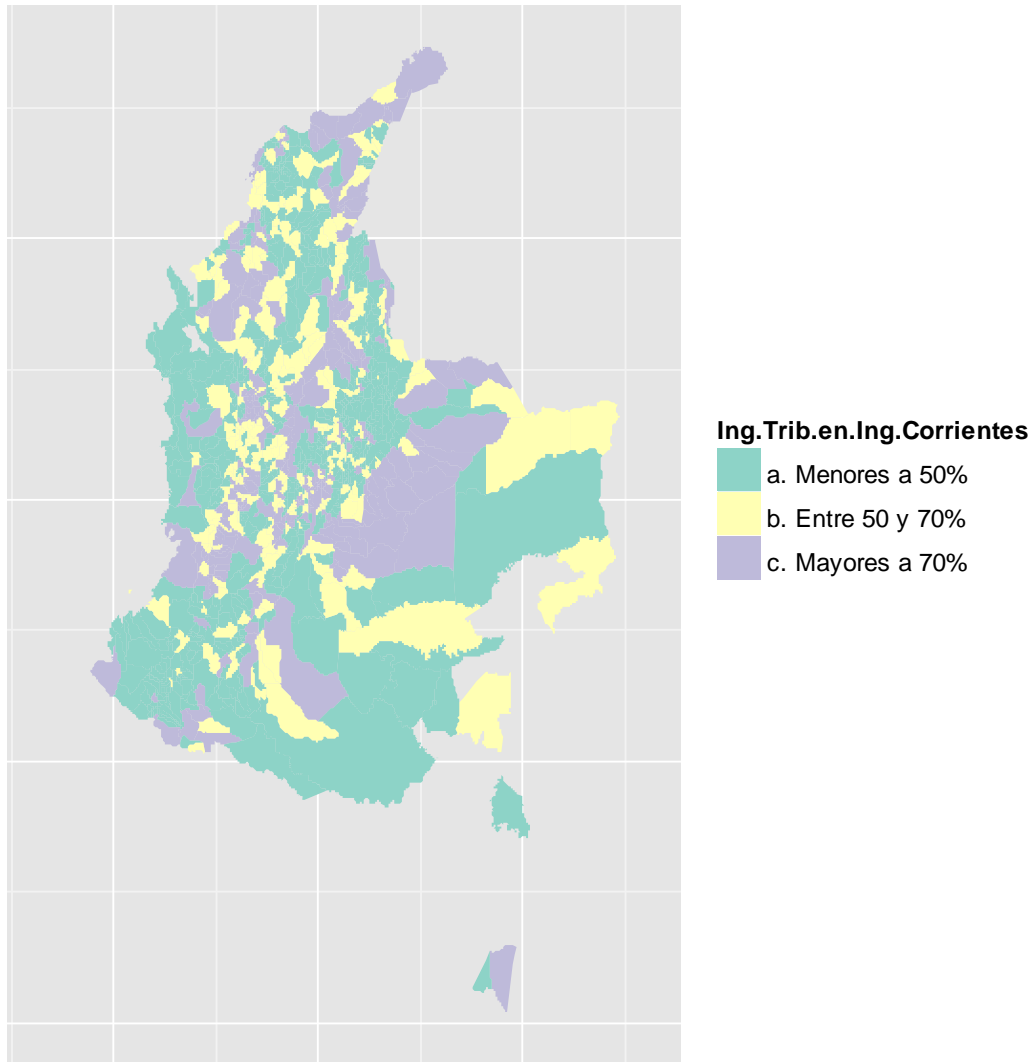 Ing.Trib.en.Ing.Corrientes
a. Menores a 50%
b. Entre 50 y 70%
c. Mayores a 70%